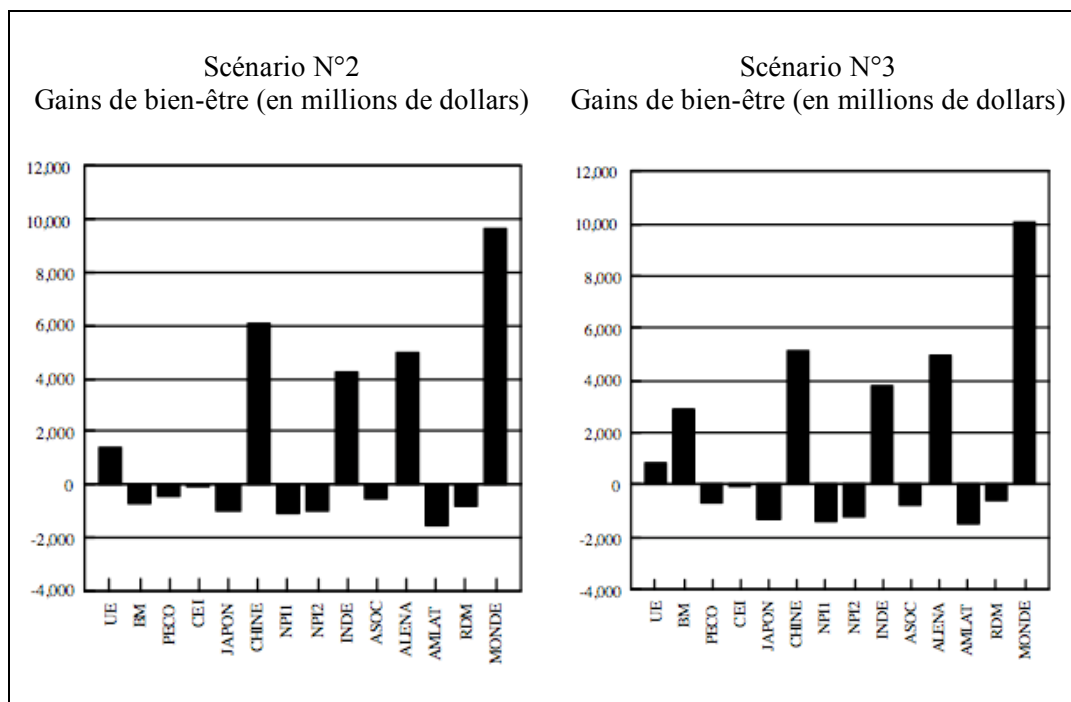 Scénario N°2
Gains de bien-être (en millions de dollars)
12,000
10,000
8,000
6,000
4,000
2,000
0
-2,000
-4,000
UE
BM
PECO
CEI
JAPON
CHINE
NPI1
NPI2
INDE
ASOC
ALENA
AMLAT
RDM
MONDE
Scénario N°3
Gains de bien-être (en millions de dollars)
12,000
10,000
8,000
6,000
4,000
2,000
0
-2,000
-4,000
UE
BM
PECO
CEI
JAPON
CHINE
NPI1
NPI2
INDE
ASOC
ALENA
AMLAT
RDM
MONDE